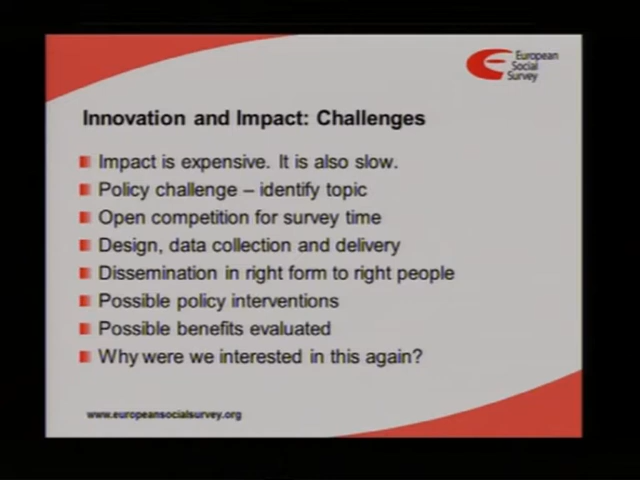 European
Social
Survey
Innovation and Impact: Challenges
Impact is expensive. It is also slow.
Policy challenge – identify topic
Open competition for survey time
Design, data collection and delivery
Dissemination in right form to right people
Possible policy interventions
Possible benefits evaluated
Why were we interested in this again?
www.europeansocialsurvey.org